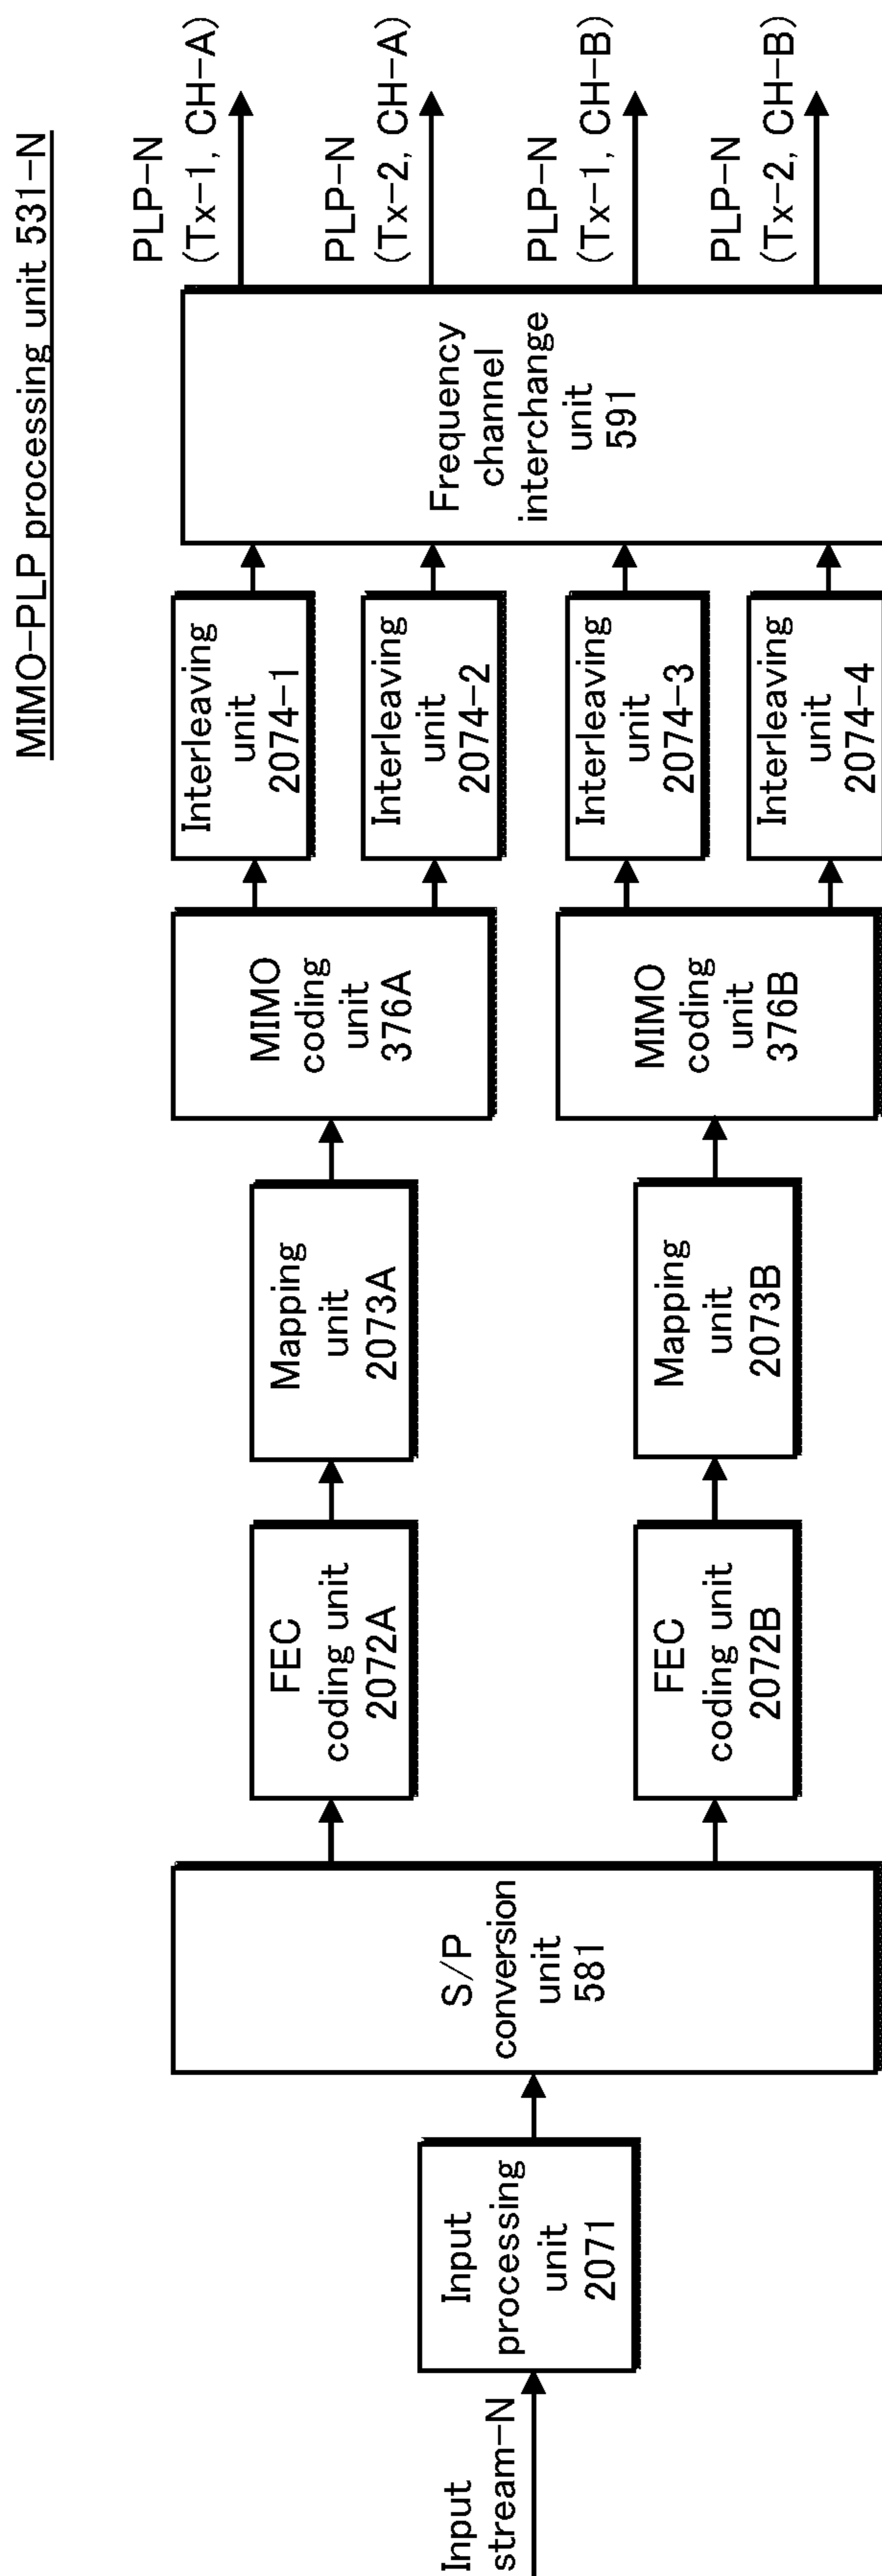 MIMO-PLP processing unit 531-N
Input
stream-N
Input
processing
unit
2071
S/P
conversion
unit
581
FEC
coding unit
2072A
Mapping
unit
2073A
MIMO
coding
unit
376A
Interleaving
unit
2074-1
Interleaving
unit
2074-2
FEC
coding unit
2072B
Mapping
unit
2073B
MIMO
coding
unit
376B
Interleaving
unit
2074-3
Interleaving
unit
2074-4
Frequency
channel
interchange
unit
591
PLP-N
(Tx-1, CH-A)
PLP-N
(Tx-2, CH-A)
PLP-N
(Tx-1, CH-B)
PLP-N
(Tx-2, CH-B)